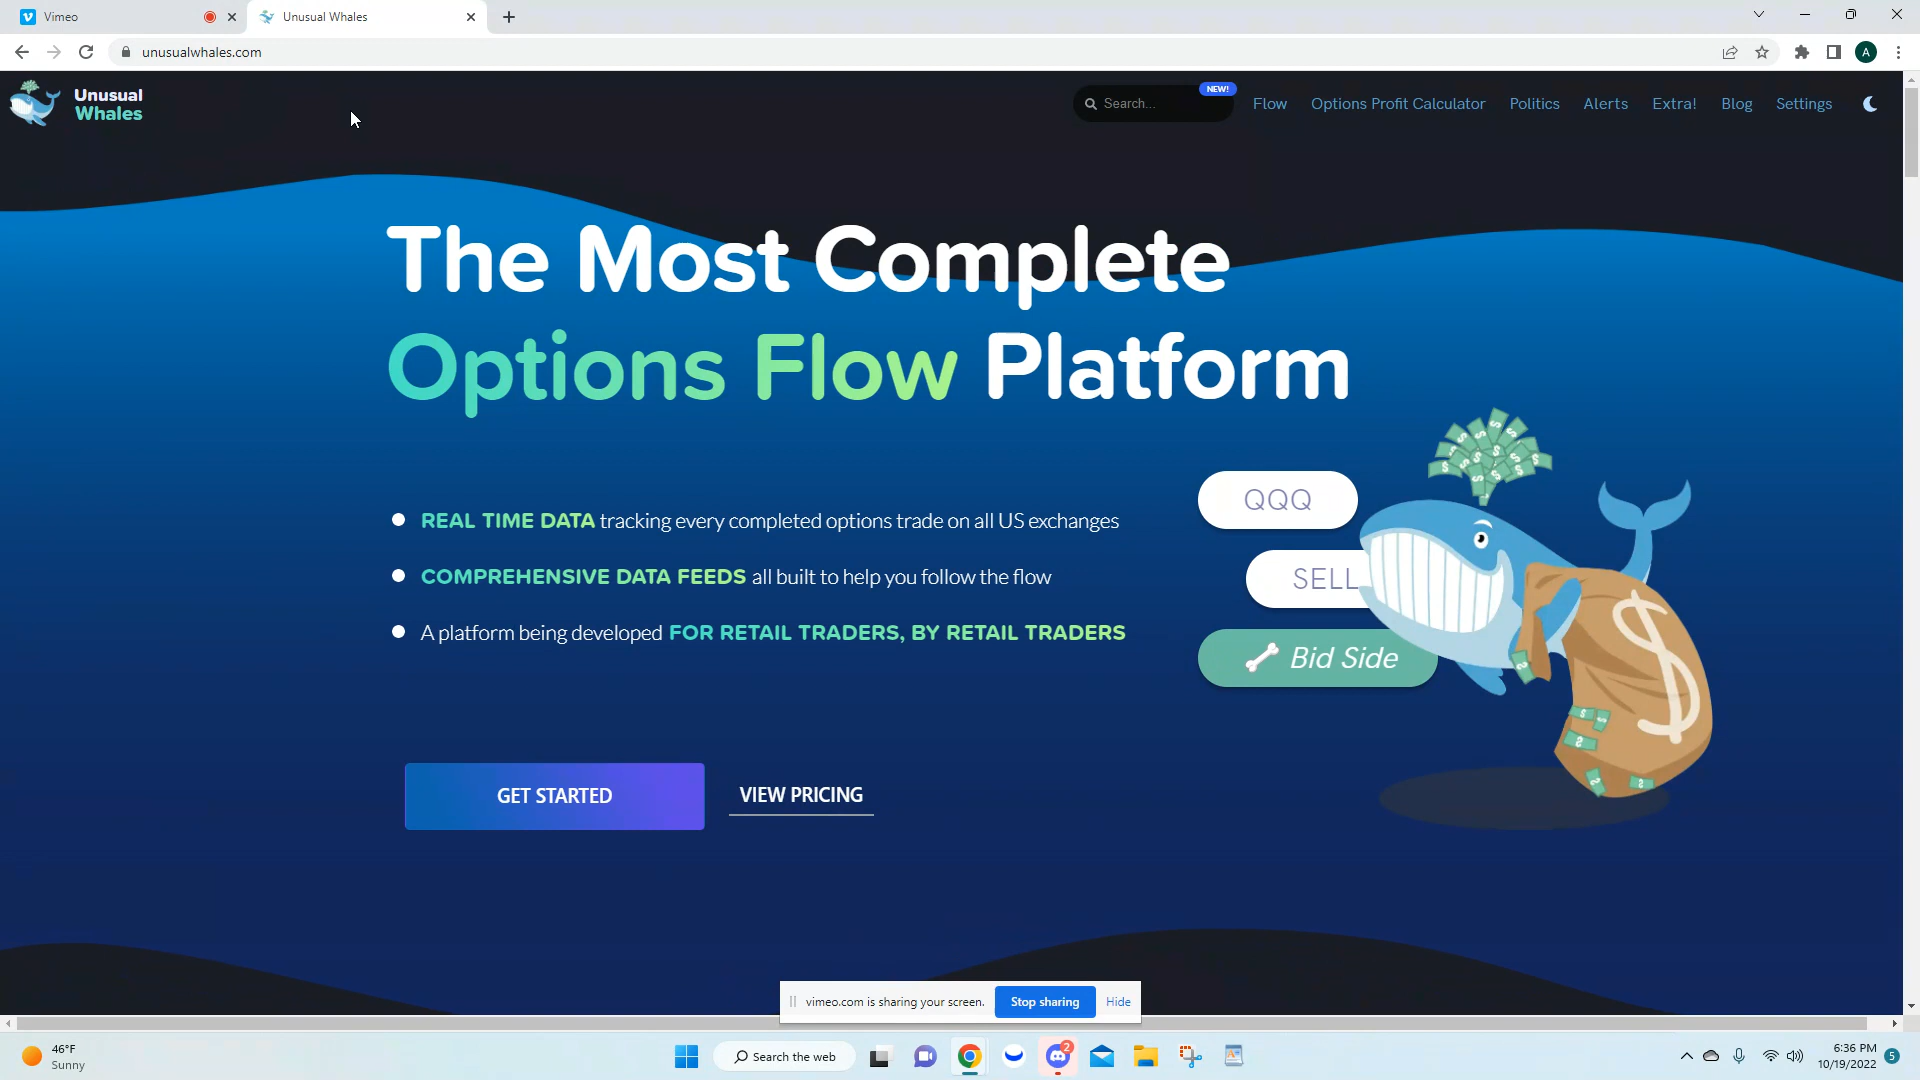 Vimeo
Unusual Whales
unusualwhales.com
A
Unusual
Whales
Search...
NEW!
Flow
Options Profit Calculator
Politics
Alerts
Extra!
Blog
Settings
The Most Complete
Options Flow Platform
REAL TIME DATA tracking every completed options trade on all US exchanges
COMPREHENSIVE DATA FEEDS all built to help you follow the flow
A platform being developed FOR RETAIL TRADERS, BY RETAIL TRADERS
QQQ
SELL
Bid Side
GET STARTED
VIEW PRICING
vimeo.com is sharing your screen.
Stop sharing
Hide
46°F
Sunny
Search the web
2
6:36 PM
10/19/2022
5